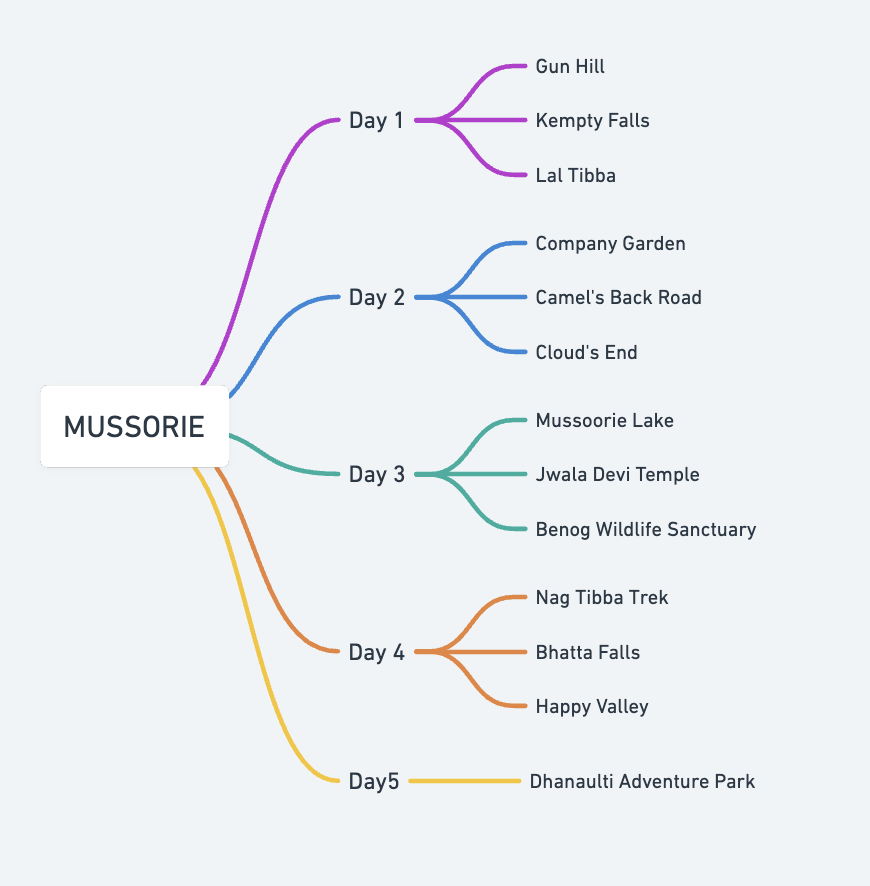 MUSSORIE
Day 1
Gun Hill
Kempty Falls
Lal Tibba
Day 2
Company Garden
Camel's Back Road
Cloud's End
Day 3
Mussoorie Lake
Jwala Devi Temple
Benog Wildlife Sanctuary
Day 4
Nag Tibba Trek
Bhatta Falls
Happy Valley
Day5
Dhanaulti Adventure Park